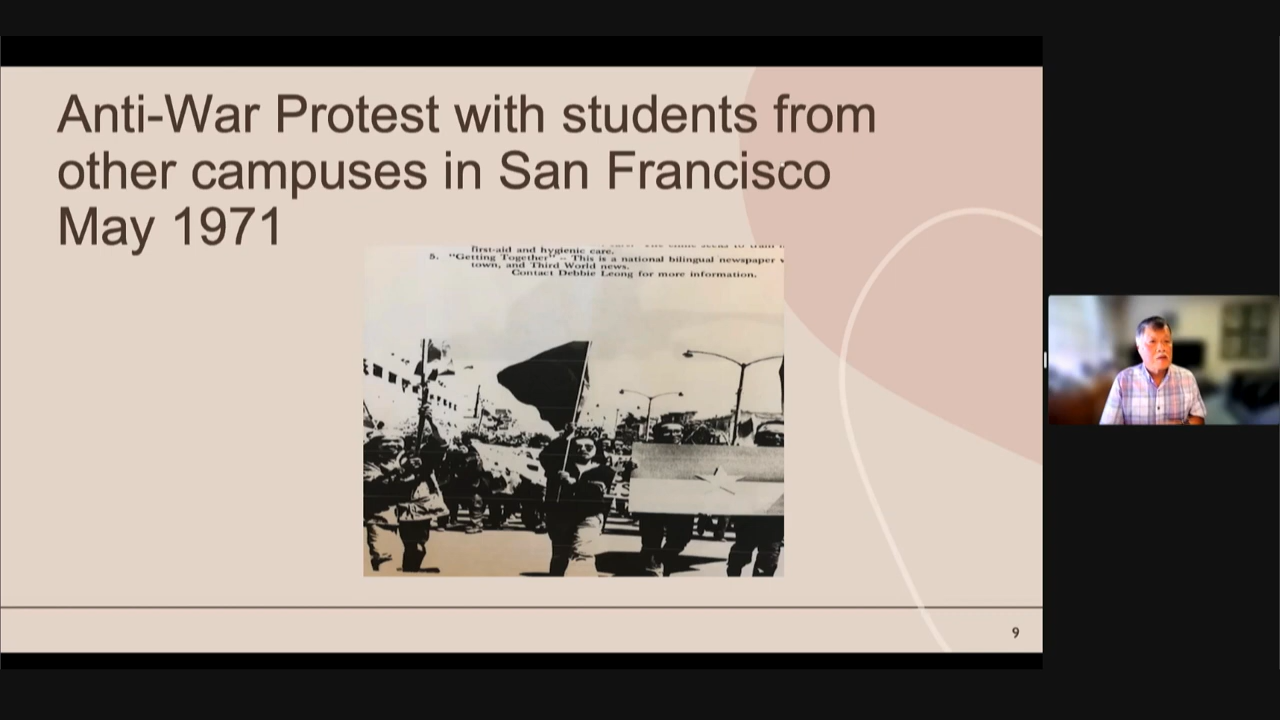 Anti-War Protest with students from
other campuses in San Francisco
May 1971
first-aid and hygienic care.
5. "Getting Together" -- This is a national bilingual newspaper
town, and Third World news.
Contact Debbie Leong for more information.
9